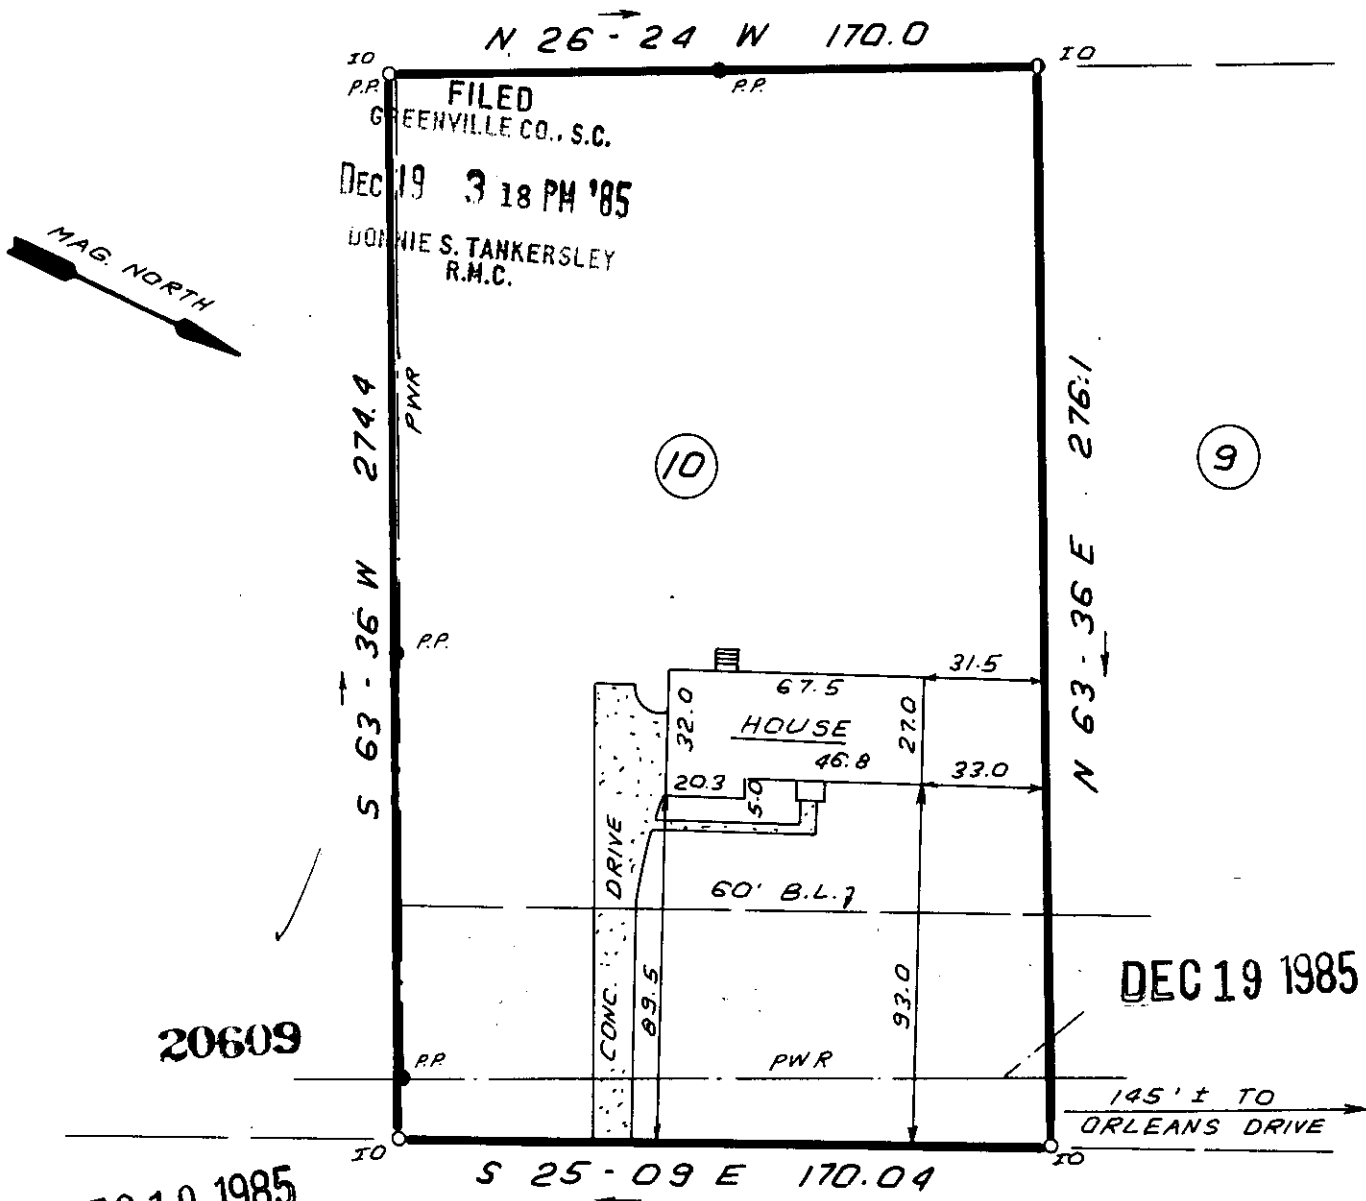 N 26-24 W 170.0
IO
IO
P.P.
P.P.
FILED
GREENVILLE CO., S.C.
DEC 19 3 18 PM '85
DONNIE S. TANKERSLEY
R.M.C.
MAG. NORTH
S 63-36 W 274.4
PWR
10
N 63-36 E 276.1
9
P.P.
31.5
67.5
32.0
HOUSE
27.0
46.8
33.0
20.3
5.0
CONC. DRIVE
60' B.L.
89.5
93.0
DEC 19 1985
20609
P.P.
PWR
145' ± TO
ORLEANS DRIVE
IO
IO
S 25-09 E 170.04
1985